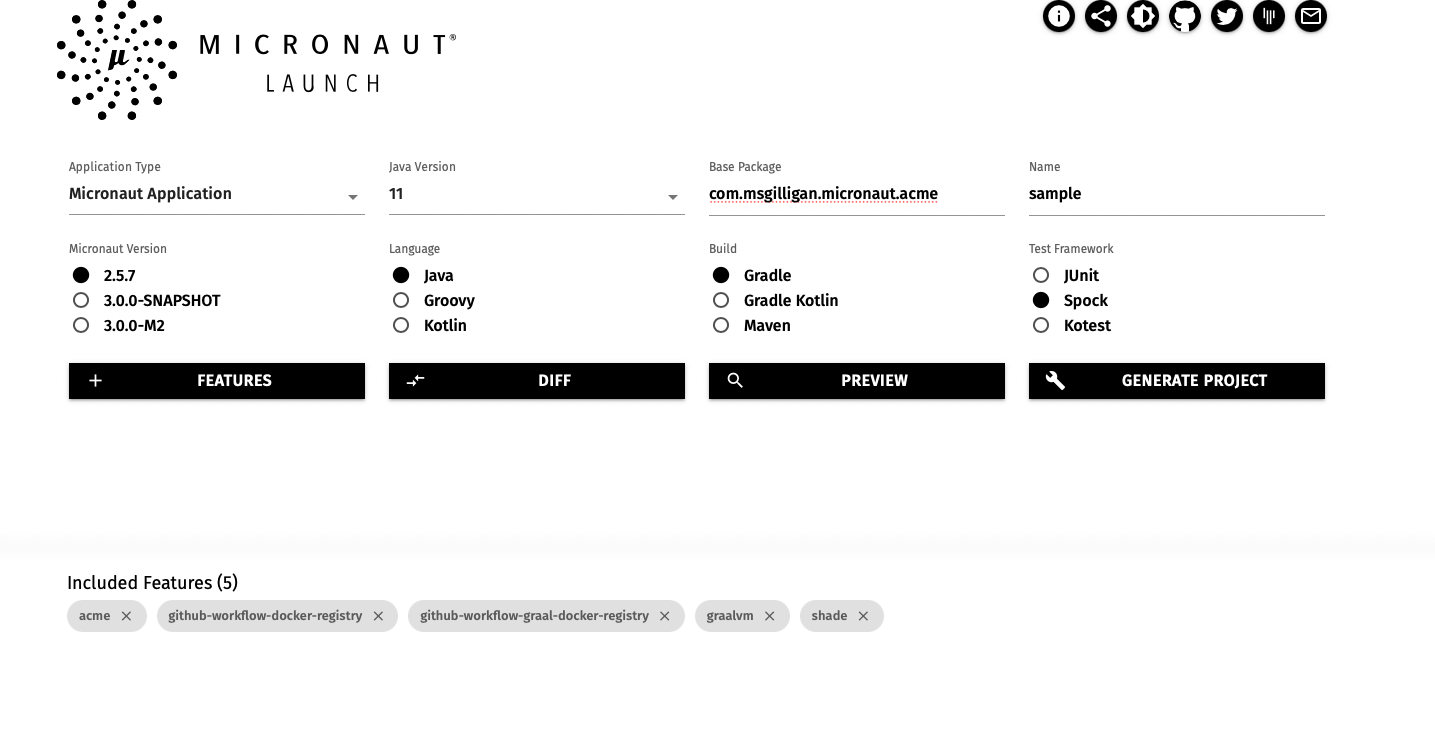 μ
MICRONAUT®
LAUNCH
Application Type
Micronaut Application
Java Version
11
Base Package
com.msgilligan.micronaut.acme
Name
sample
Micronaut Version
2.5.7
3.0.0-SNAPSHOT
3.0.0-M2
Language
Java
Groovy
Kotlin
Build
Gradle
Gradle Kotlin
Maven
Test Framework
JUnit
Spock
Kotest
FEATURES
DIFF
PREVIEW
GENERATE PROJECT
Included Features (5)
acme
github-workflow-docker-registry
github-workflow-graal-docker-registry
graalvm
shade